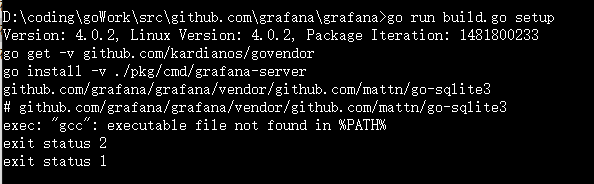 D:\coding\goWork\src\github.com\grafana\grafana>go run build.go setup
Version: 4.0.2, Linux Version: 4.0.2, Package Iteration: 1481800233
go get -v github.com/kardianos/govendor
go install -v ./pkg/cmd/grafana-server
github.com/grafana/grafana/vendor/github.com/mattn/go-sqlite3
# github.com/grafana/grafana/vendor/github.com/mattn/go-sqlite3
exec: "gcc": executable file not found in %PATH%
exit status 2
exit status 1